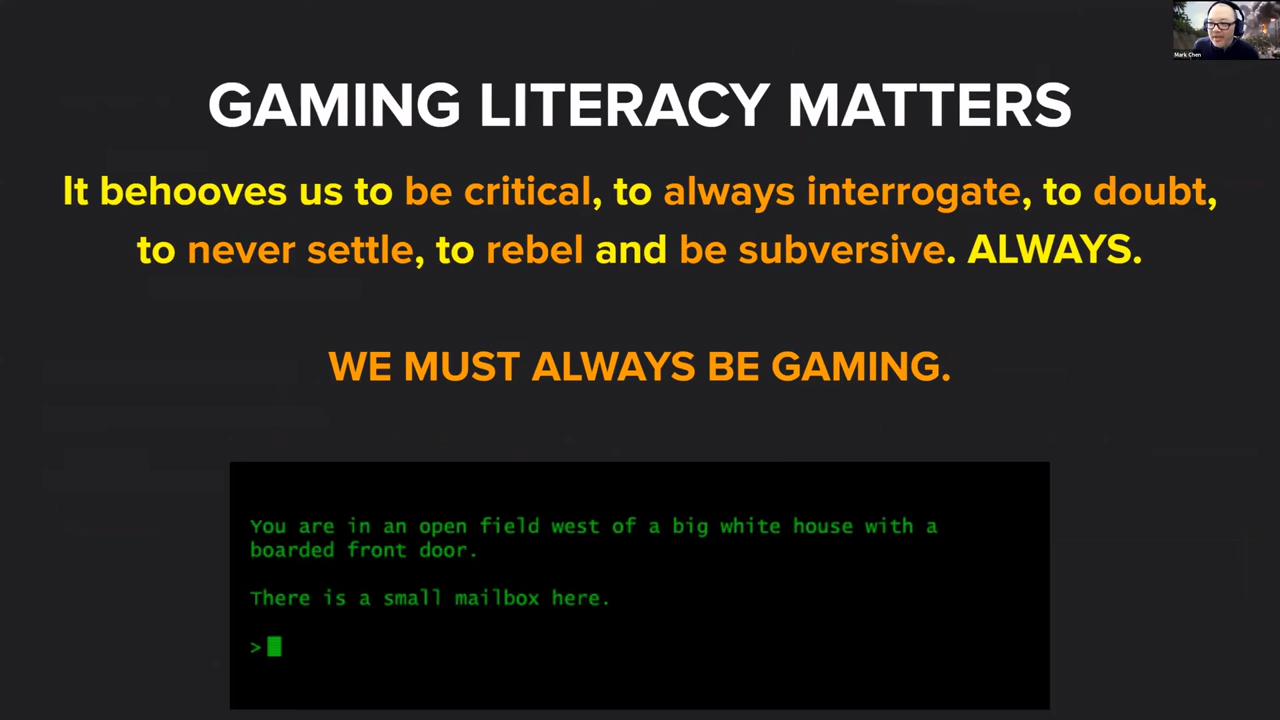 Mark Chen
GAMING LITERACY MATTERS
It behooves us to be critical, to always interrogate, to doubt,
to never settle, to rebel and be subversive. ALWAYS.
WE MUST ALWAYS BE GAMING.
You are in an open field west of a big white house with a
boarded front door.
There is a small mailbox here.
>